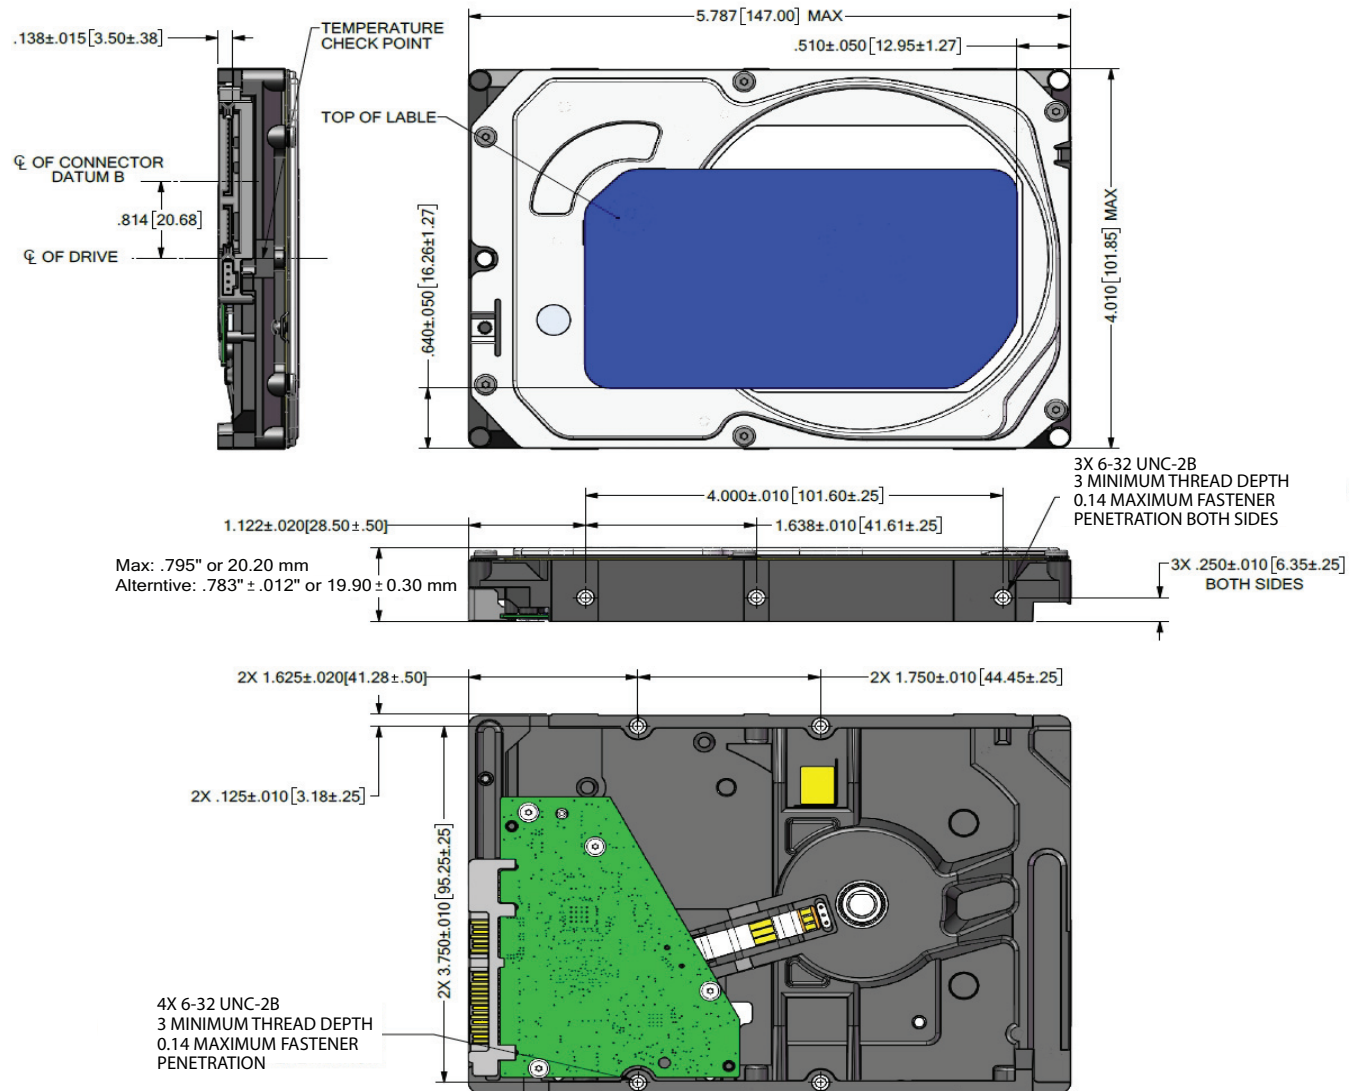 5.787[147.00] MAX
.138±.015[3.50±.38]
TEMPERATURE
CHECK POINT
.510±.050[12.95±1.27]
TOP OF LABLE
℄ OF CONNECTOR
DATUM B
.814[20.68]
℄ OF DRIVE
.640±.050[16.26±1.27]
4.010[101.85] MAX
3X 6-32 UNC-2B
3 MINIMUM THREAD DEPTH
0.14 MAXIMUM FASTENER
PENETRATION BOTH SIDES
4.000±.010[101.60±.25]
1.122±.020[28.50±.50]
1.638±.010[41.61±.25]
Max: .795" or 20.20 mm
Alterntive: .783" ± .012" or 19.90 ± 0.30 mm
3X .250±.010[6.35±.25]
BOTH SIDES
2X 1.625±.020[41.28±.50]
2X 1.750±.010[44.45±.25]
2X .125±.010[3.18±.25]
2X 3.750±.010[95.25±.25]
4X 6-32 UNC-2B
3 MINIMUM THREAD DEPTH
0.14 MAXIMUM FASTENER
PENETRATION